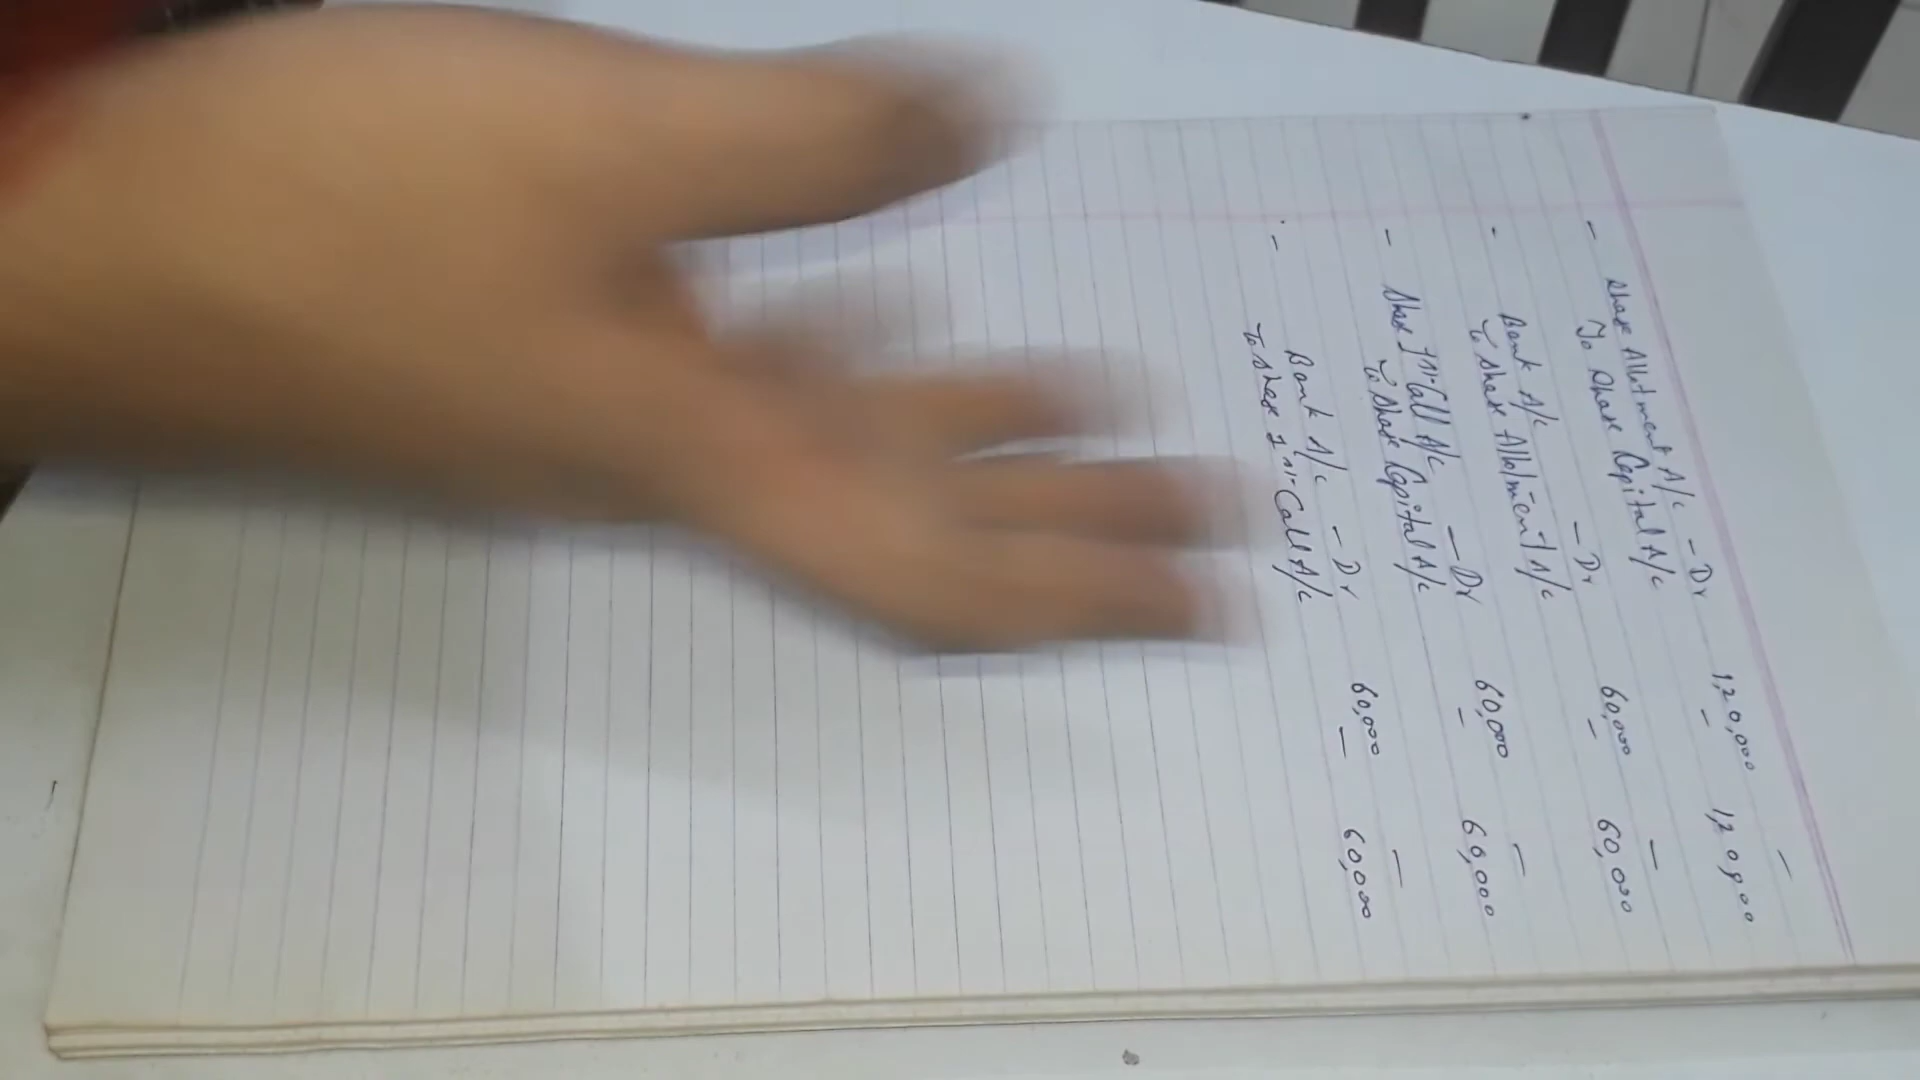 - Share Allotment A/c - Dr 1,20,000 -
To Share Capital A/c - 1,20,000
- Bank A/c - Dr 60,000 -
To Share Allotment A/c - 60,000
- Share 1st Call A/c - Dr 60,000 -
To Share Capital A/c - 60,000
- Bank A/c - Dr 60,000 -
To Share 1st Call A/c - 60,000